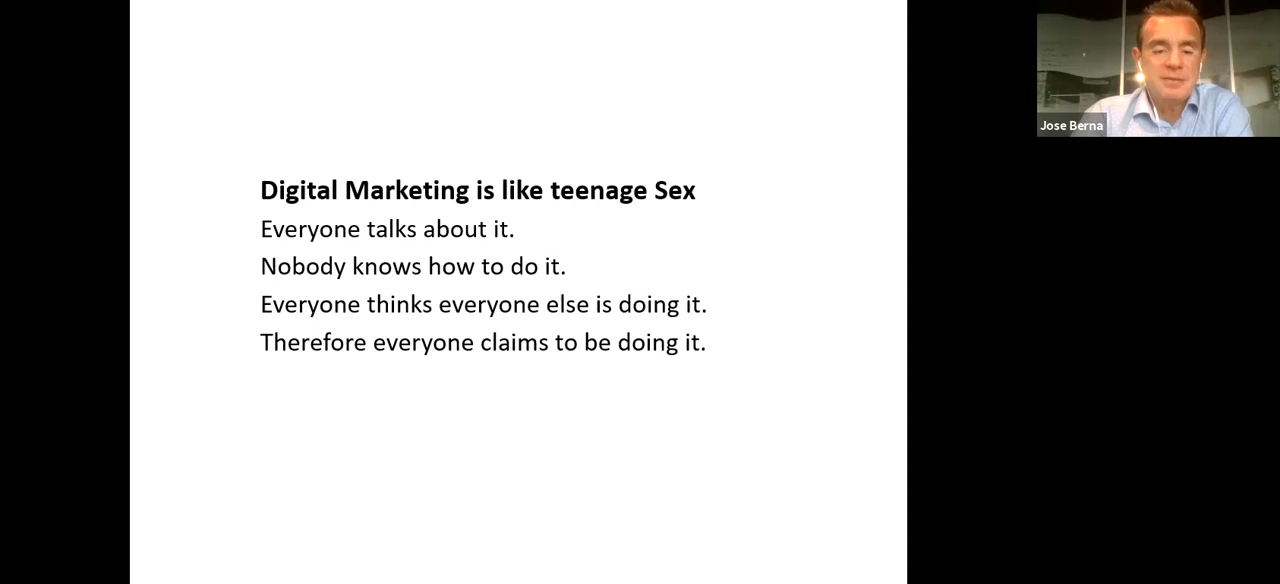 Digital Marketing is like teenage Sex
Everyone talks about it.
Nobody knows how to do it.
Everyone thinks everyone else is doing it.
Therefore everyone claims to be doing it.
Jose Berna